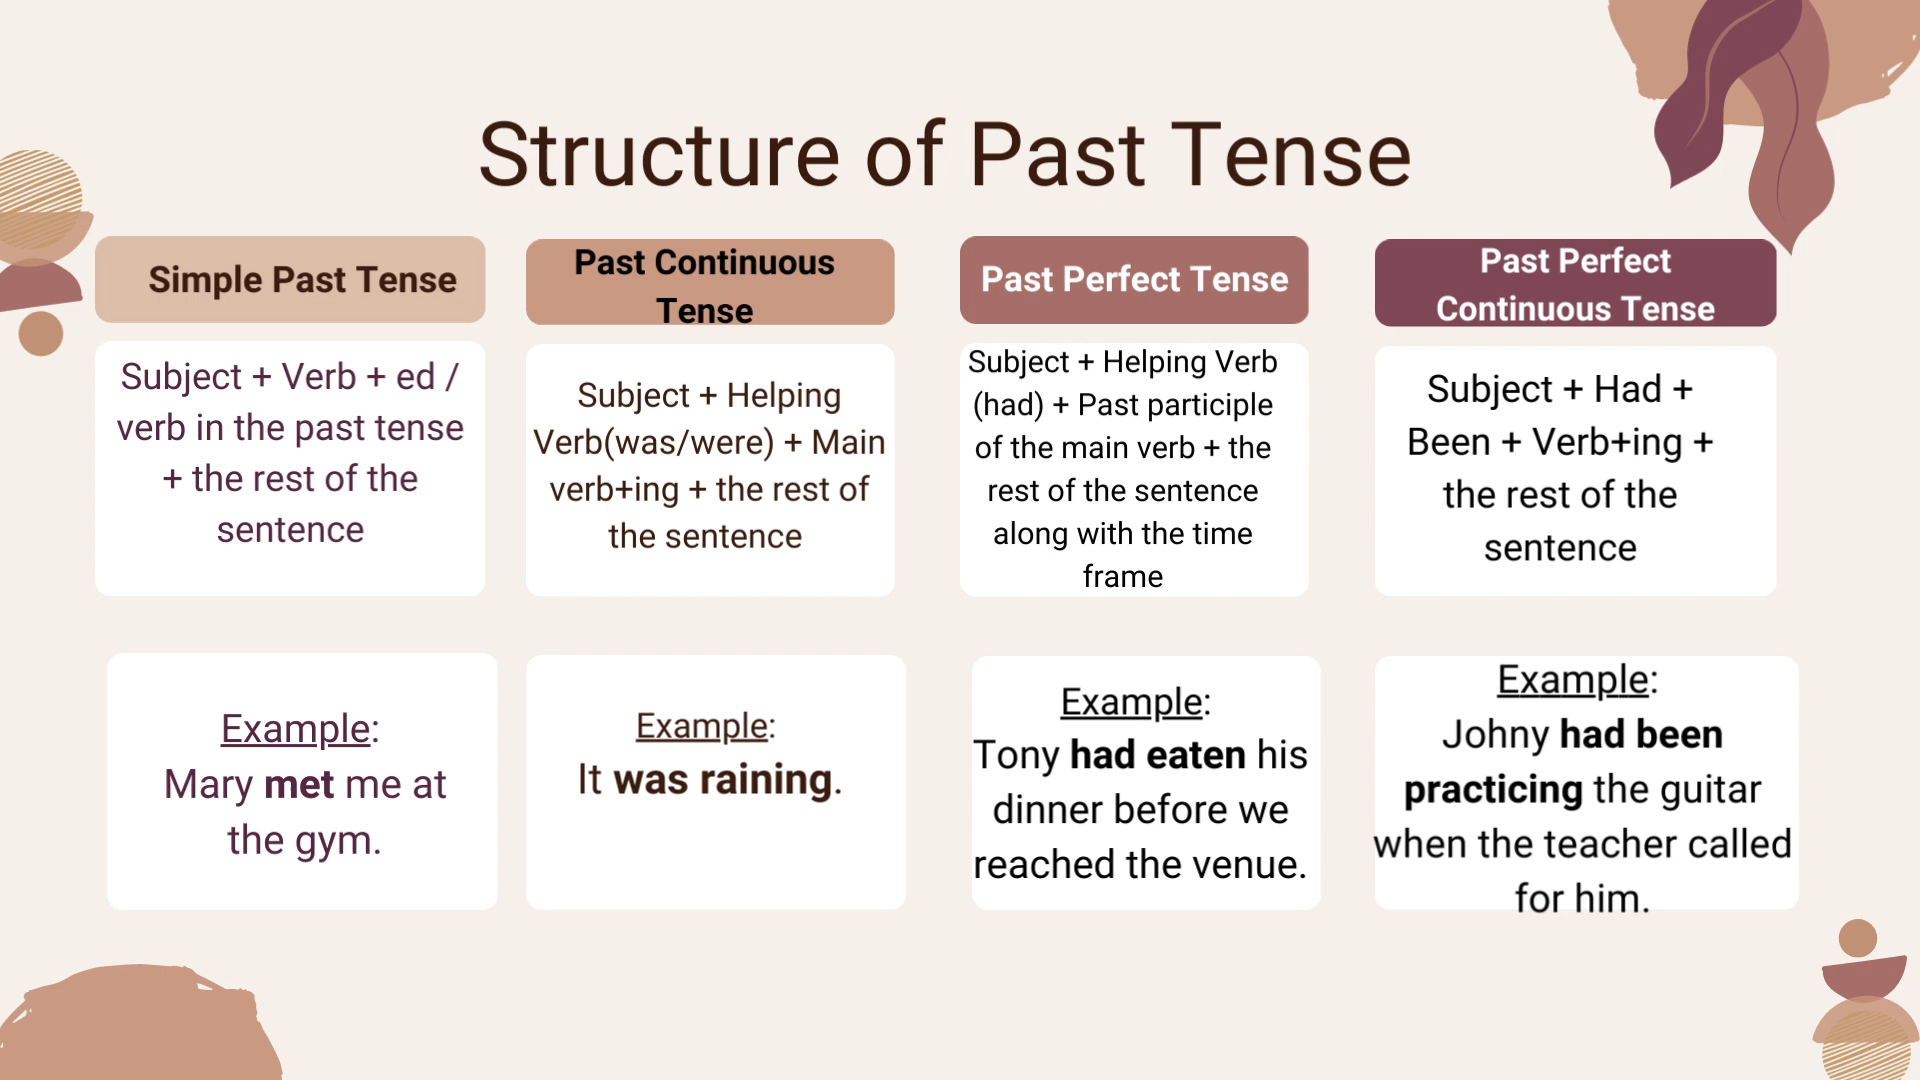 Structure of Past Tense
Simple Past Tense
Subject + Verb + ed /
verb in the past tense
+ the rest of the
sentence
Example:
Mary met me at
the gym.
Past Continuous
Tense
Subject + Helping
Verb(was/were) + Main
verb+ing + the rest of
the sentence
Example:
It was raining.
Past Perfect Tense
Subject + Helping Verb
(had) + Past participle
of the main verb + the
rest of the sentence
along with the time
frame
Example:
Tony had eaten his
dinner before we
reached the venue.
Past Perfect
Continuous Tense
Subject + Had +
Been + Verb+ing +
the rest of the
sentence
Example:
Johny had been
practicing the guitar
when the teacher called
for him.